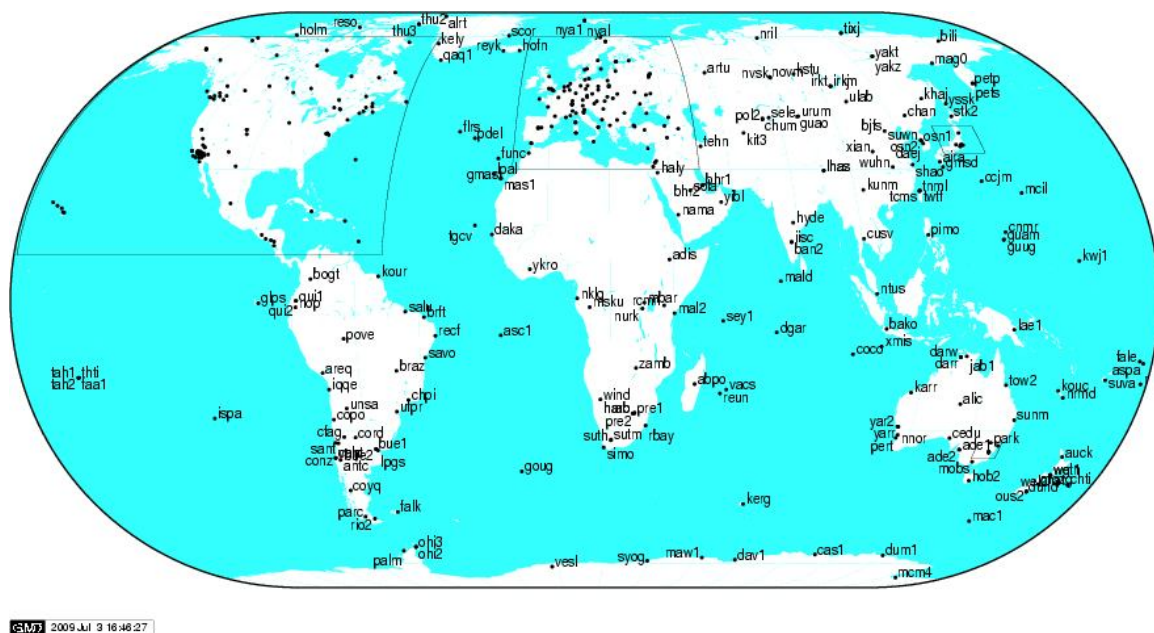 reso thu2 alrt
holm thu3 kely
qaq1
scor nya1 nyal
reyk hofn
nril tixj bili
yakt
yakz mag0
artu nvsk novm kstu
irkt irkm
petp
pets
ulab khaj
yssk
stk2
chan
pol2 sele urum
chum guao
kit3
tehn
bjfs suwn osn1
osn2
xian daej
wuhn aira
gmsd
shao
flrs pdel
func
lpal
gmas
mas1
haly
bhr1
bhr2 sola
yibl
nama
lhas
kunm
tnml
tcms twtf
ccjm mcil
hyde
iisc
ban2
cusv pimo
cnmr
guam
guug
kwj1
tgcv daka
ykro
adis
mald
ntus
bogt kour
glps qui1
qui2 hop
salu
brft
recf
nklg msku
rcmn mbar
nurk mal2
sey1
dgar
bako
xmis
coco
lae1
asc1
pove
savo
braz
areq
iqqe
chpi
unsa ufpr
copo
tah1 thti
tah2 faa1
ispa
zamb
abpo vacs
reun
wind
pre1
pre2
suth sutm rbay
simo
darw
darr jab1
karr alic tow2
kouc
nrmd
fale
aspa
suva
sunm
yar2
yarr
pert nnor
cedu ade1 park
ade2
mobs
hob2
auck
ous2 dund chti
mac1
ctag cord
sant bue1
conz lpgs
antc
coyq
parc
rio2
falk
goug
kerg
ohi3
ohi2
palm
vesl syog maw1 dav1 cas1 dum1
mcm4
GMD 2009 Jul 3 16:46:27